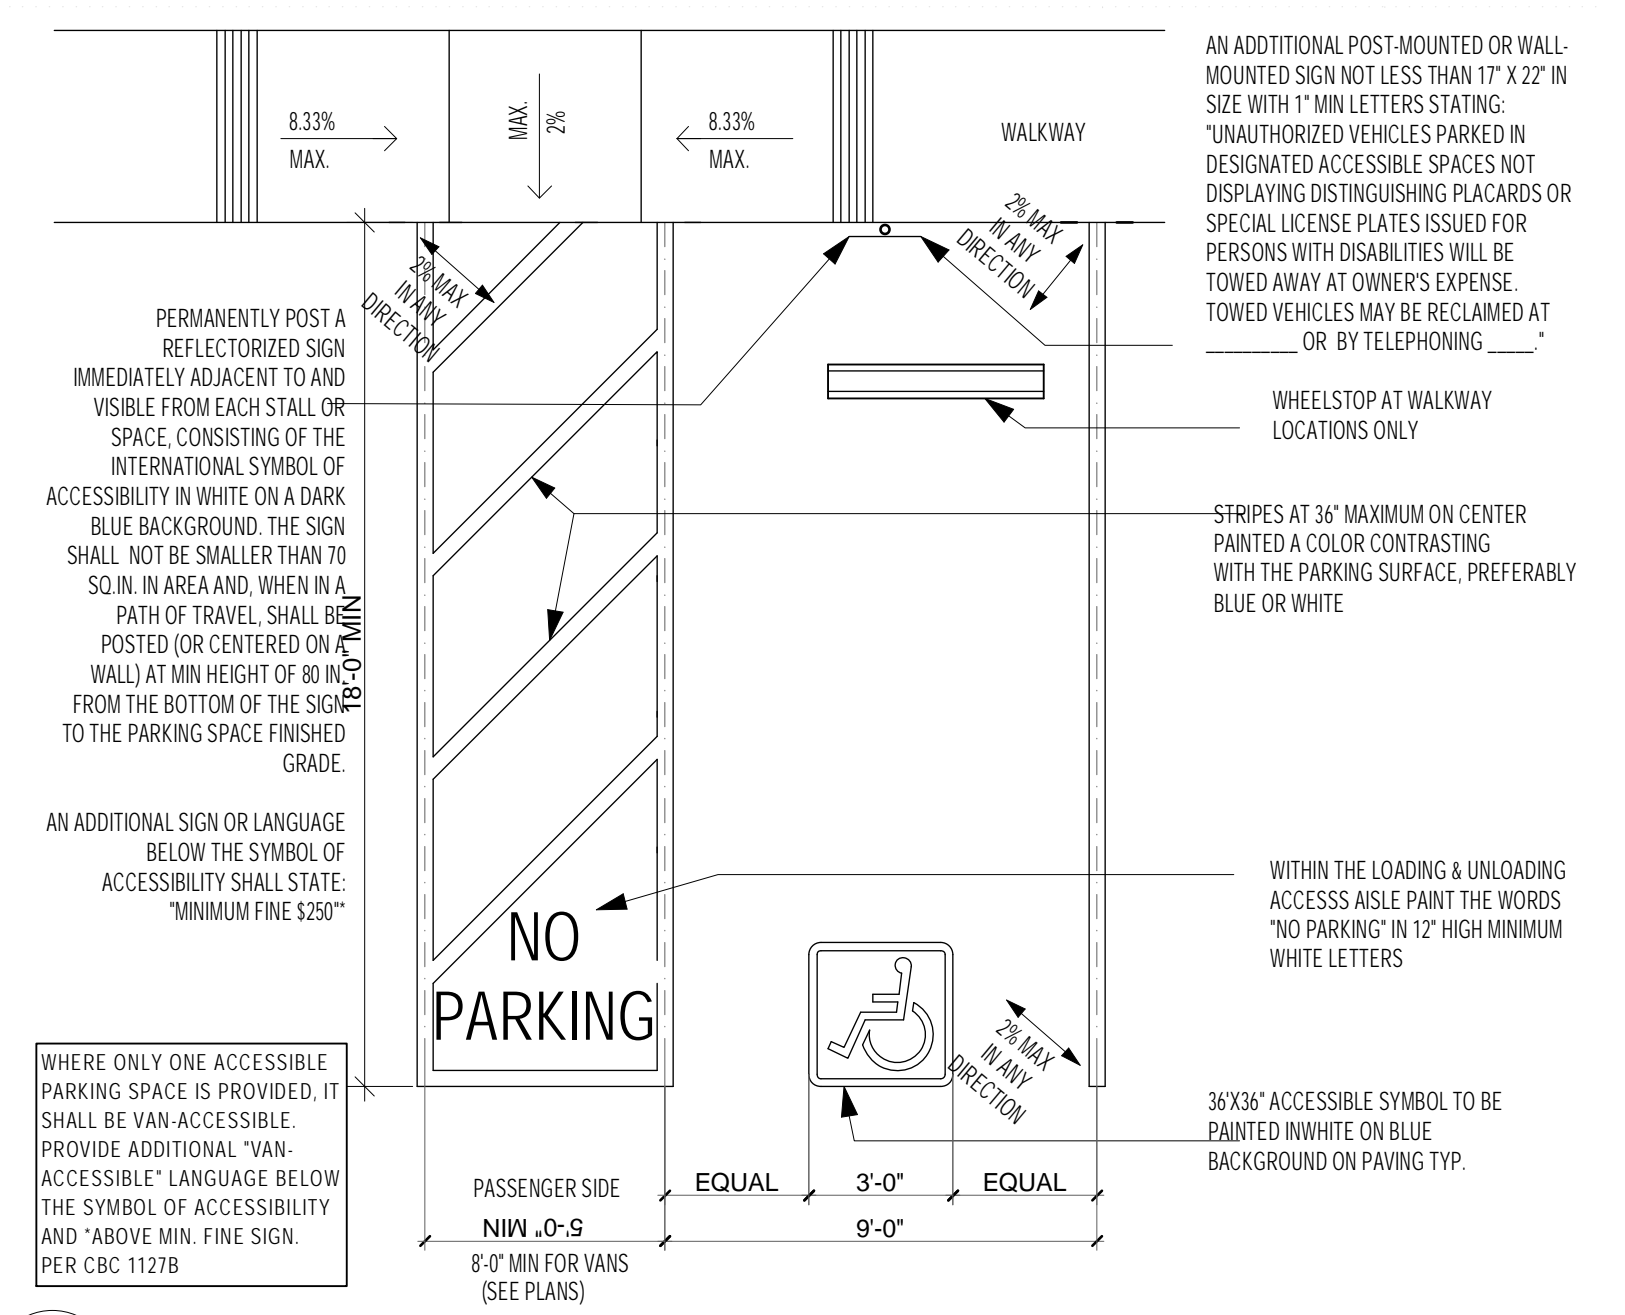 8.33%
MAX.
MAX.
2%
8.33%
MAX.
WALKWAY
AN ADDTITIONAL POST-MOUNTED OR WALL-
MOUNTED SIGN NOT LESS THAN 17" X 22" IN
SIZE WITH 1" MIN LETTERS STATING:
"UNAUTHORIZED VEHICLES PARKED IN
DESIGNATED ACCESSIBLE SPACES NOT
DISPLAYING DISTINGUISHING PLACARDS OR
SPECIAL LICENSE PLATES ISSUED FOR
PERSONS WITH DISABILITIES WILL BE
TOWED AWAY AT OWNER'S EXPENSE.
TOWED VEHICLES MAY BE RECLAIMED AT
__________ OR BY TELEPHONING _____."
2% MAX
IN ANY
DIRECTION
2% MAX
IN ANY
DIRECTION
PERMANENTLY POST A
REFLECTORIZED SIGN
IMMEDIATELY ADJACENT TO AND
VISIBLE FROM EACH STALL OR
SPACE, CONSISTING OF THE
INTERNATIONAL SYMBOL OF
ACCESSIBILITY IN WHITE ON A DARK
BLUE BACKGROUND. THE SIGN
SHALL NOT BE SMALLER THAN 70
SQ.IN. IN AREA AND, WHEN IN A
PATH OF TRAVEL, SHALL BE
POSTED (OR CENTERED ON A
WALL) AT MIN HEIGHT OF 80 IN.
FROM THE BOTTOM OF THE SIGN
TO THE PARKING SPACE FINISHED
GRADE.
18'-0" MIN
WHEELSTOP AT WALKWAY
LOCATIONS ONLY
STRIPES AT 36" MAXIMUM ON CENTER
PAINTED A COLOR CONTRASTING
WITH THE PARKING SURFACE, PREFERABLY
BLUE OR WHITE
AN ADDITIONAL SIGN OR LANGUAGE
BELOW THE SYMBOL OF
ACCESSIBILITY SHALL STATE:
"MINIMUM FINE $250"*
WITHIN THE LOADING & UNLOADING
ACCESSS AISLE PAINT THE WORDS
"NO PARKING" IN 12" HIGH MINIMUM
WHITE LETTERS
NO
PARKING
2% MAX
IN ANY
DIRECTION
WHERE ONLY ONE ACCESSIBLE
PARKING SPACE IS PROVIDED, IT
SHALL BE VAN-ACCESSIBLE.
PROVIDE ADDITIONAL "VAN-
ACCESSIBLE" LANGUAGE BELOW
THE SYMBOL OF ACCESSIBILITY
AND *ABOVE MIN. FINE SIGN.
PER CBC 1127B
36'X36" ACCESSIBLE SYMBOL TO BE
PAINTED INWHITE ON BLUE
BACKGROUND ON PAVING TYP.
PASSENGER SIDE
EQUAL
3'-0"
EQUAL
5'-0" MIN
9'-0"
8'-0" MIN FOR VANS
(SEE PLANS)